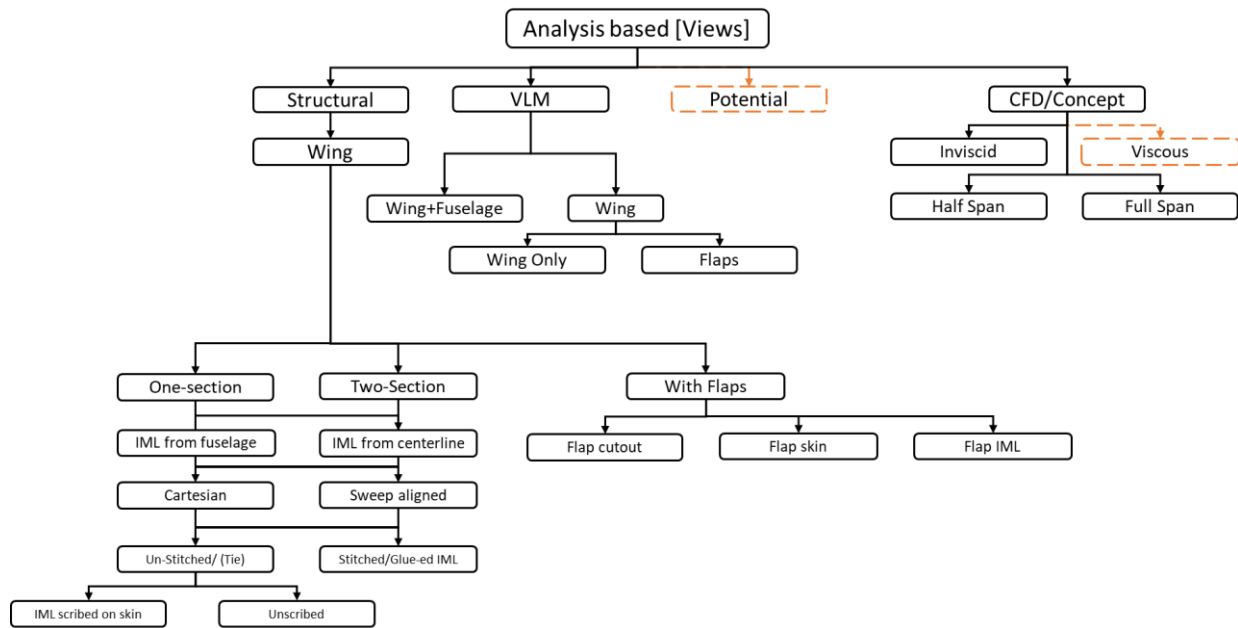 Analysis based [Views]
Structural
VLM
Potential
CFD/Concept
Wing
Inviscid
Viscous
Wing+Fuselage
Wing
Half Span
Full Span
Wing Only
Flaps
One-section
Two-Section
With Flaps
IML from fuselage
IML from centerline
Flap cutout
Flap skin
Flap IML
Cartesian
Sweep aligned
Un-Stitched/ (Tie)
Stitched/Glue-ed IML
IML scribed on skin
Unscribed